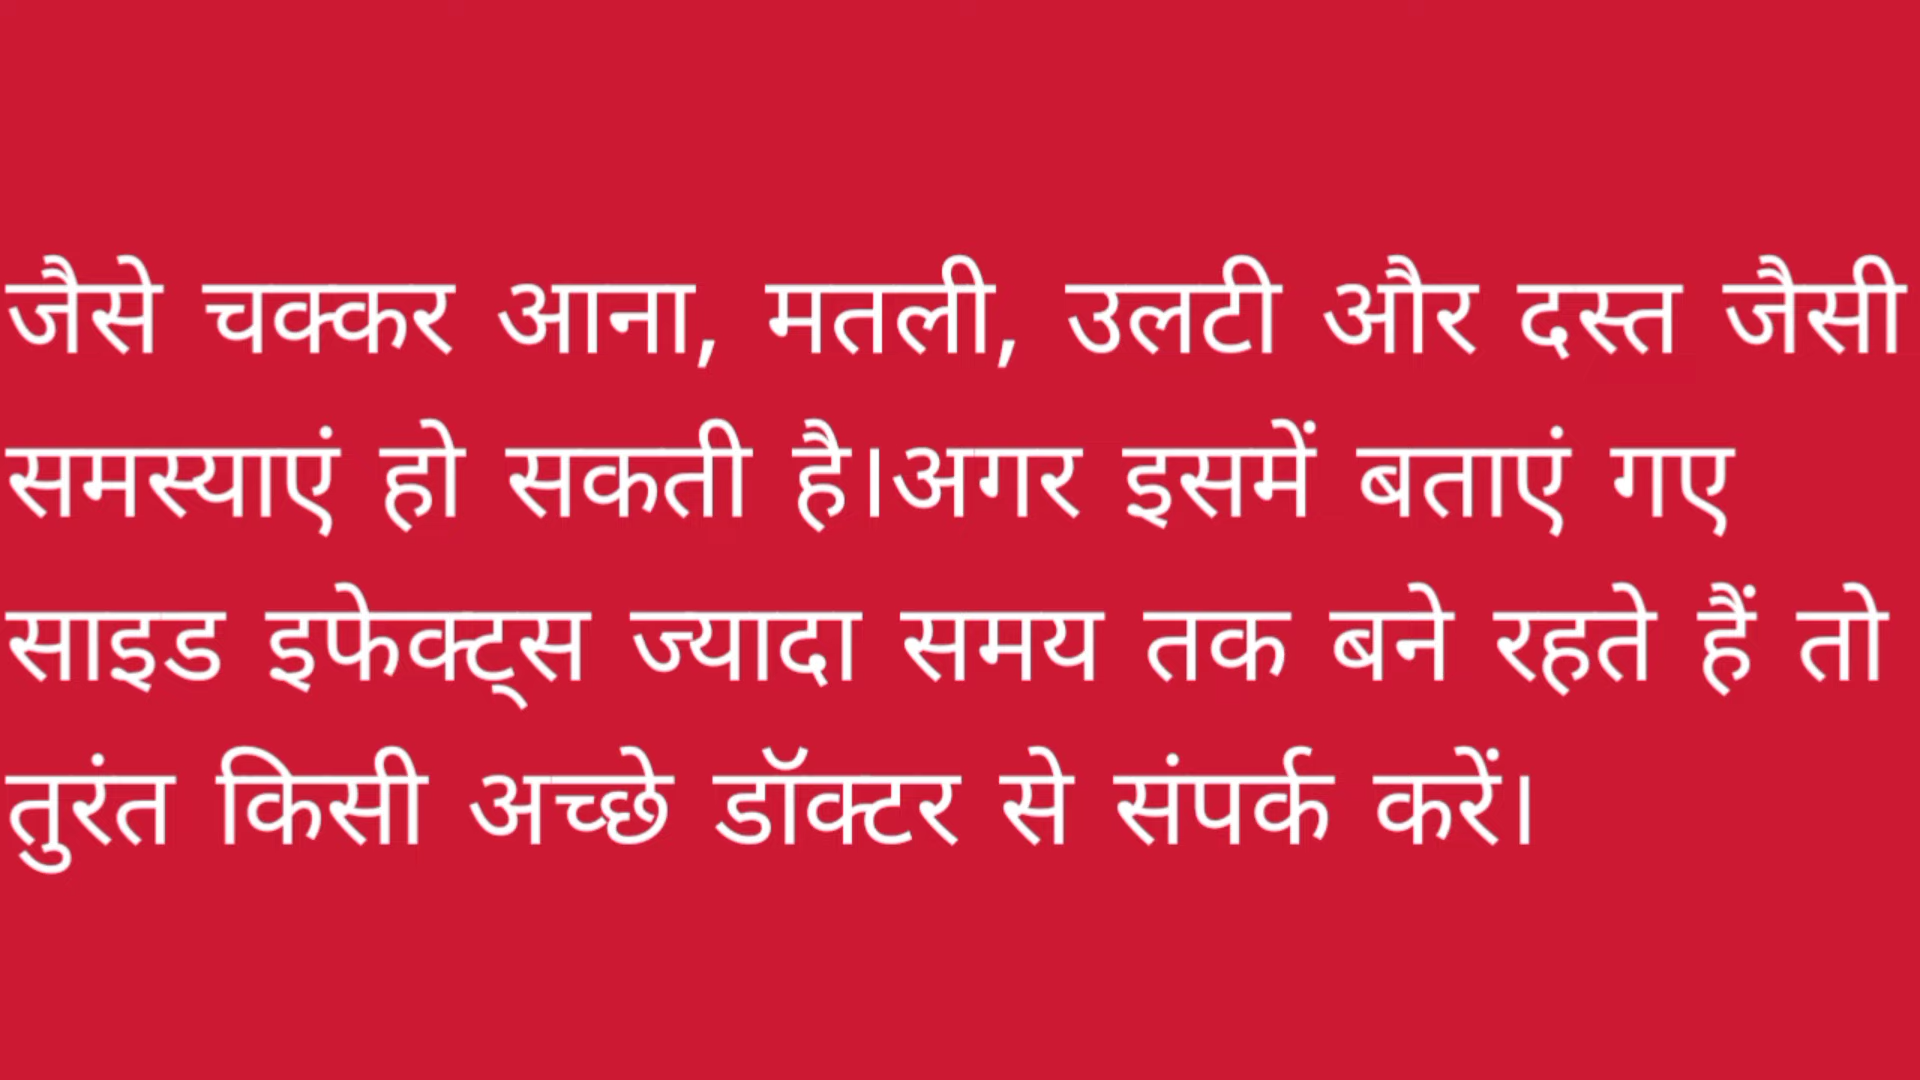 जैसे चक्कर आना, मतली, उलटी और दस्त जैसी
समस्याएं हो सकती है।अगर इसमें बताएं गए
साइड इफेक्ट्स ज्यादा समय तक बने रहते हैं तो
तुरंत किसी अच्छे डॉक्टर से संपर्क करें।